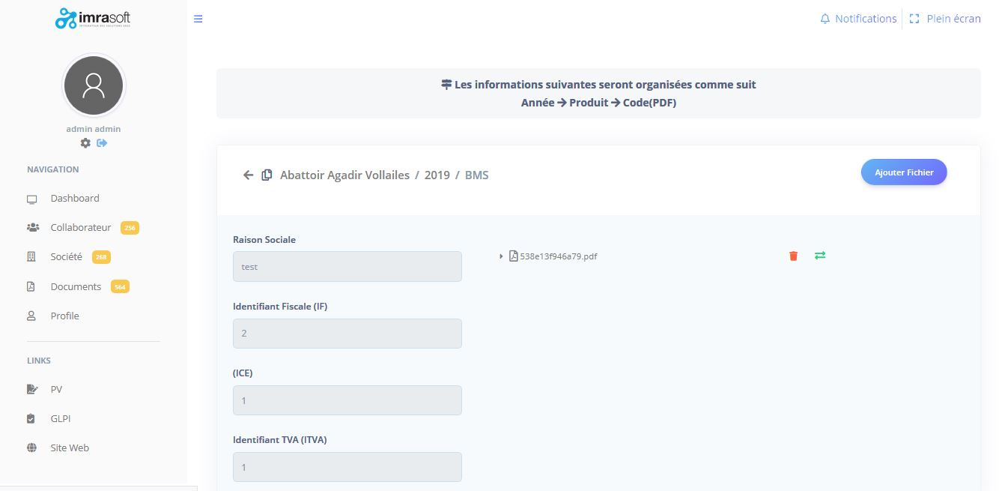 imrasoft
Notifications
Plein écran
Les informations suivantes seront organisées comme suit
Année → Produit → Code(PDF)
admin admin
NAVIGATION
Dashboard
Collaborateur 256
Société 268
Documents 564
Profile
LINKS
PV
GLPI
Site Web
Abattoir Agadir Vollailes / 2019 / BMS
Ajouter Fichier
Raison Sociale
test
538e13f946a79.pdf
Identifiant Fiscale (IF)
2
(ICE)
1
Identifiant TVA (ITVA)
1